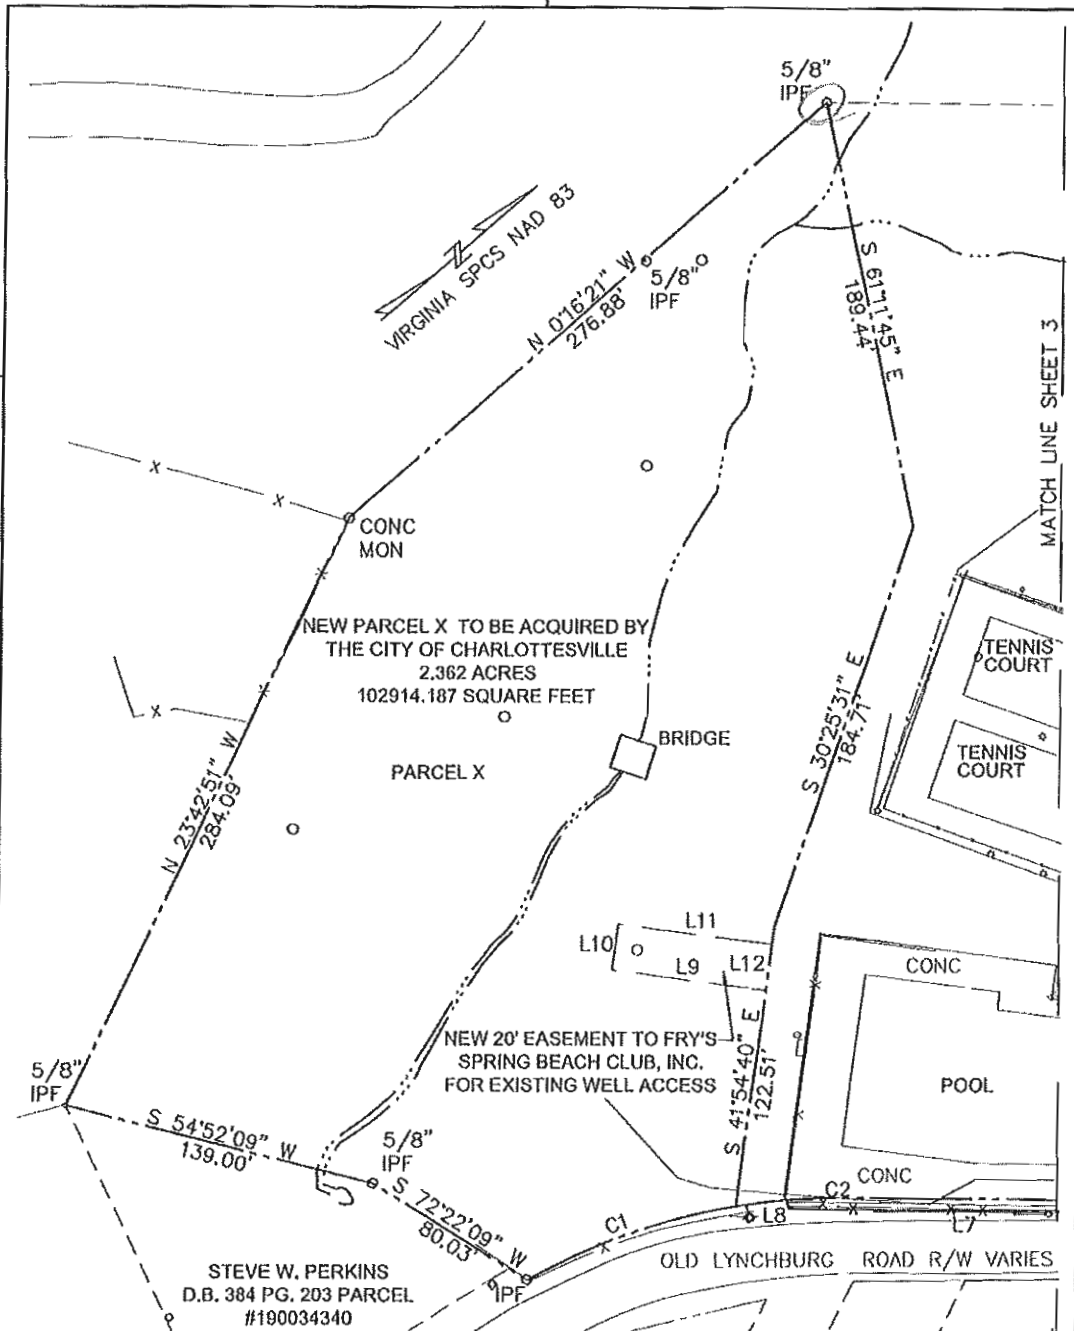 5/8"
IPF
VIRGINIA SPCS NAD 83
N
N 0°16'21" W
276.88'
5/8"
IPF
S 61°11'45" E
189.44'
MATCH LINE SHEET 3
X
X
CONC
MON
NEW PARCEL X TO BE ACQUIRED BY
THE CITY OF CHARLOTTESVILLE
2.362 ACRES
102914.187 SQUARE FEET
TENNIS
COURT
X
BRIDGE
S 30°25'31" E
184.71'
TENNIS
COURT
PARCEL X
N 23°42'51" W
284.09'
L11
L10
L9
L12
CONC
NEW 20' EASEMENT TO FRY'S
SPRING BEACH CLUB, INC.
FOR EXISTING WELL ACCESS
S 41°54'40" E
122.51'
POOL
5/8"
IPF
S 54°52'09" W
139.00'
5/8"
IPF
S 72°22'09" W
80.03'
CONC
C2
C1
L8
L7
OLD LYNCHBURG ROAD R/W VARIES
IPF
STEVE W. PERKINS
D.B. 384 PG. 203 PARCEL
#190034340